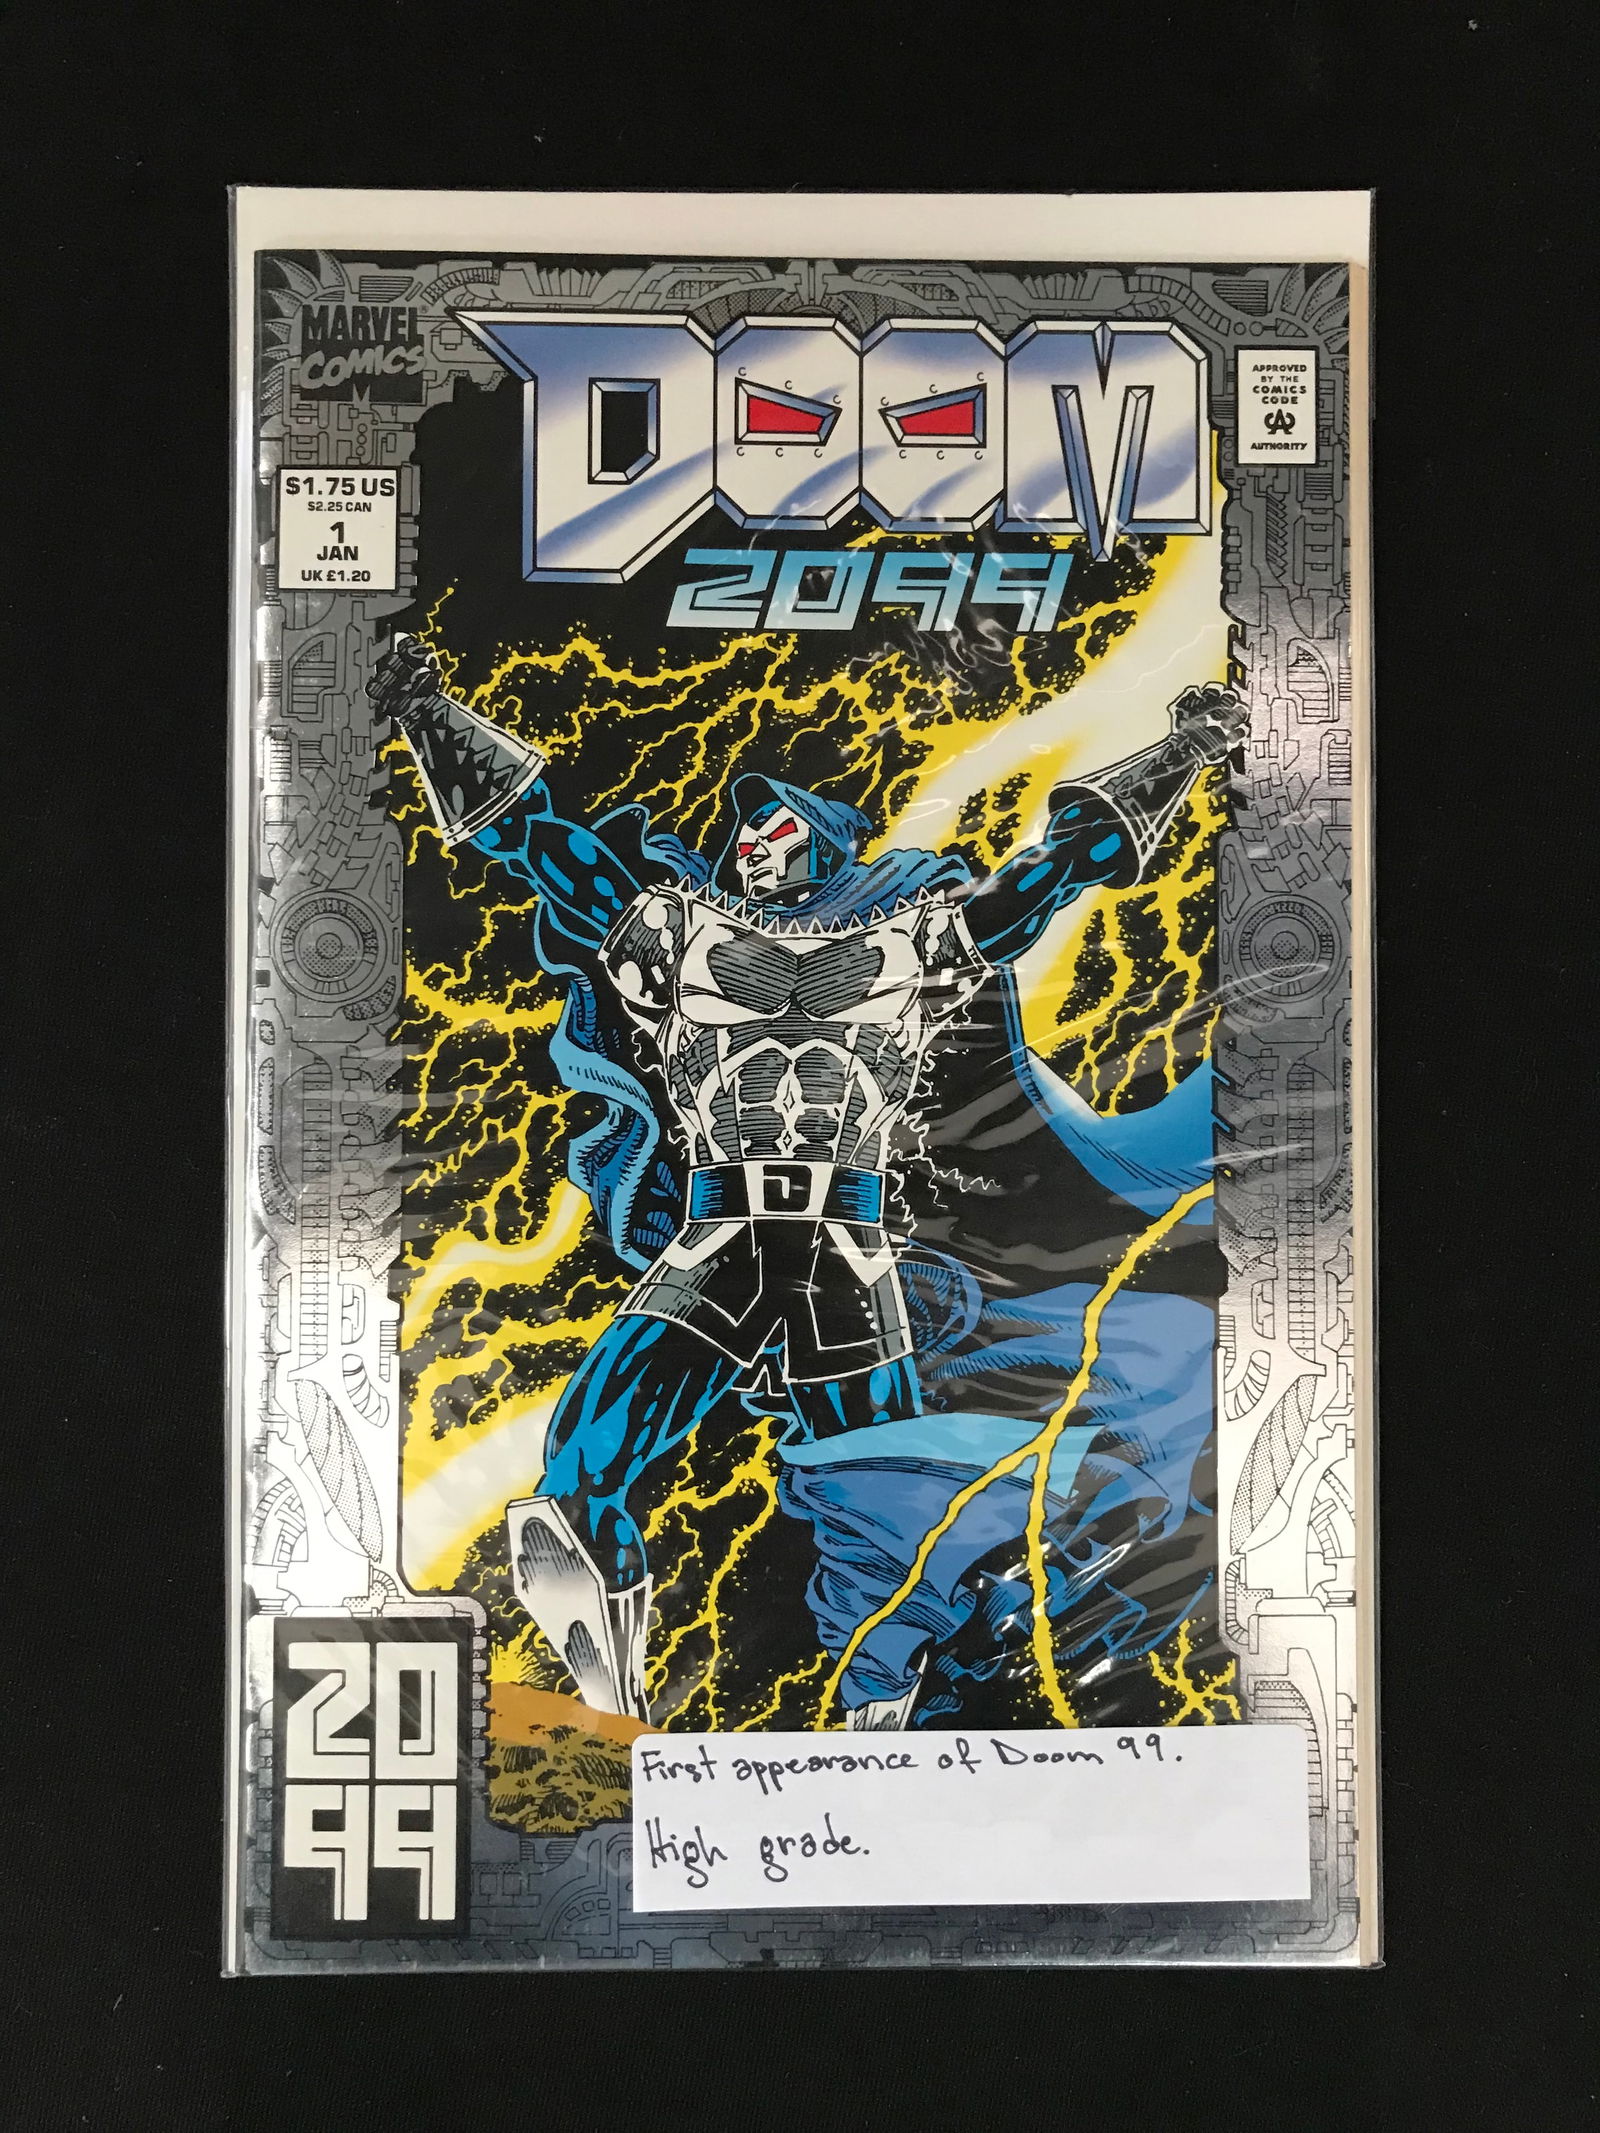 MARVEL
COMICS
DOOM
2099
APPROVED
BY THE
COMICS
CODE
CA
AUTHORITY
$1.75 US
$2.25 CAN
1
JAN
UK £1.20
D
20
99
First appearance of Doom 99.
High grade.